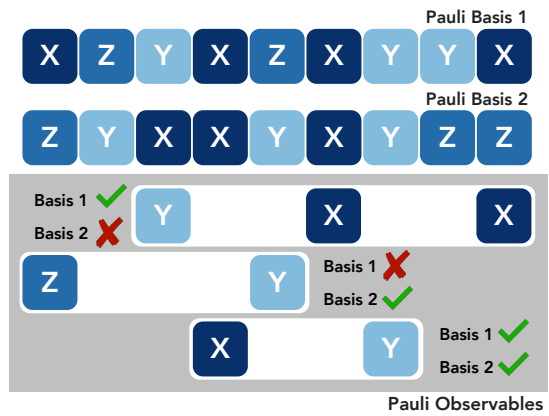 Pauli Basis 1
X Z Y X Z X Y Y X
Pauli Basis 2
Z Y X X Y X Y Z Z
Basis 1
Basis 2
Y X X
Z Y
Basis 1
Basis 2
X Y
Basis 1
Basis 2
Pauli Observables